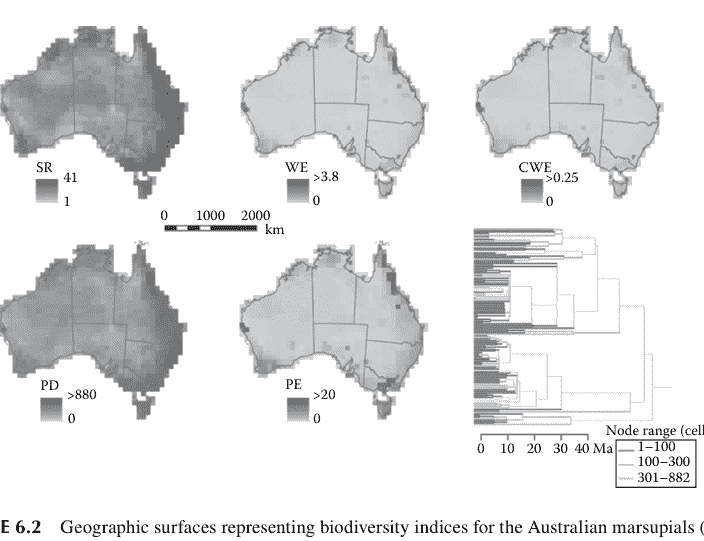 SR
41
1
WE
>3.8
0
CWE
>0.25
0
0 1000 2000
km
PD
>880
0
PE
>20
0
0 10 20 30 40 Ma
Node range (cell
1–100
100–300
301–882
E 6.2 Geographic surfaces representing biodiversity indices for the Australian marsupials (